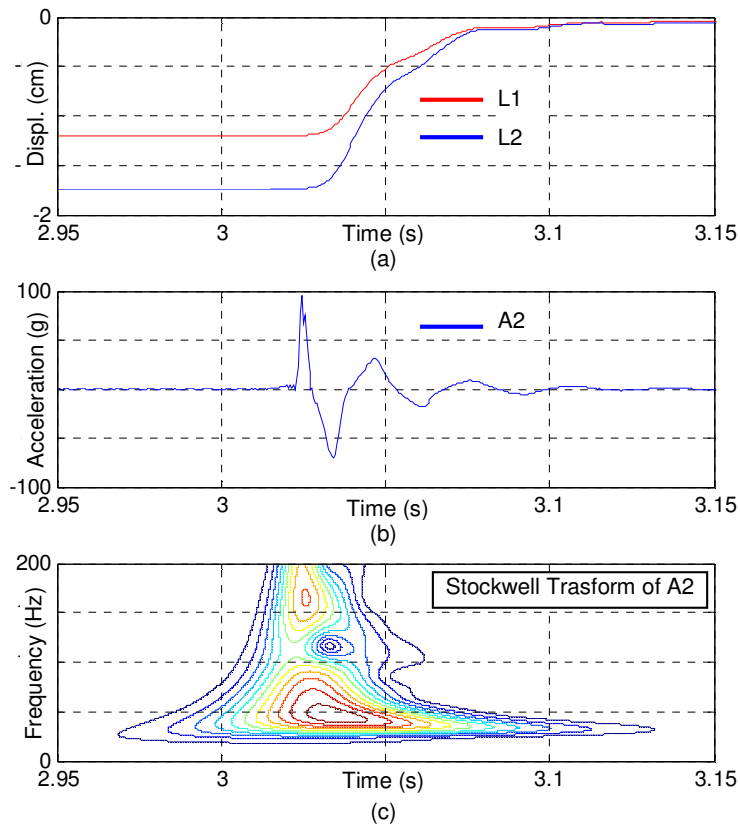 0
Displ. (cm)
L1
L2
-2
2.95
3
Time (s)
3.1
3.15
(a)
100
Acceleration (g)
A2
-100
2.95
3
Time (s)
3.1
3.15
(b)
200
Stockwell Trasform of A2
Frequency (Hz)
0
2.95
3
Time (s)
3.1
3.15
(c)